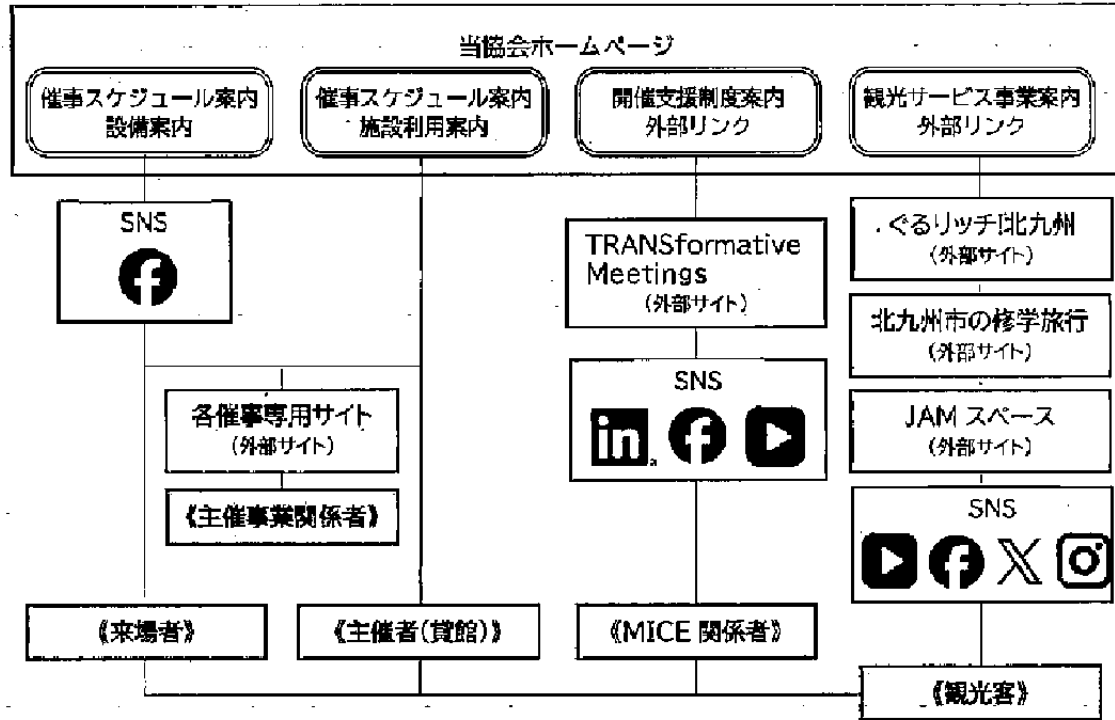 当協会ホームページ
催事スケジュール案内
設備案内
催事スケジュール案内
施設利用案内
開催支援制度案内
外部リンク
観光サービス事業案内
外部リンク
SNS
各催事専用サイト
(外部サイト)
《主催事業関係者》
TRANSformative
Meetings
(外部サイト)
SNS
in
ぐるリッチ!北九州
(外部サイト)
北九州市の修学旅行
(外部サイト)
JAM スペース
(外部サイト)
SNS
《来場者》
《主催者(貸館)》
《MICE 関係者》
《観光客》